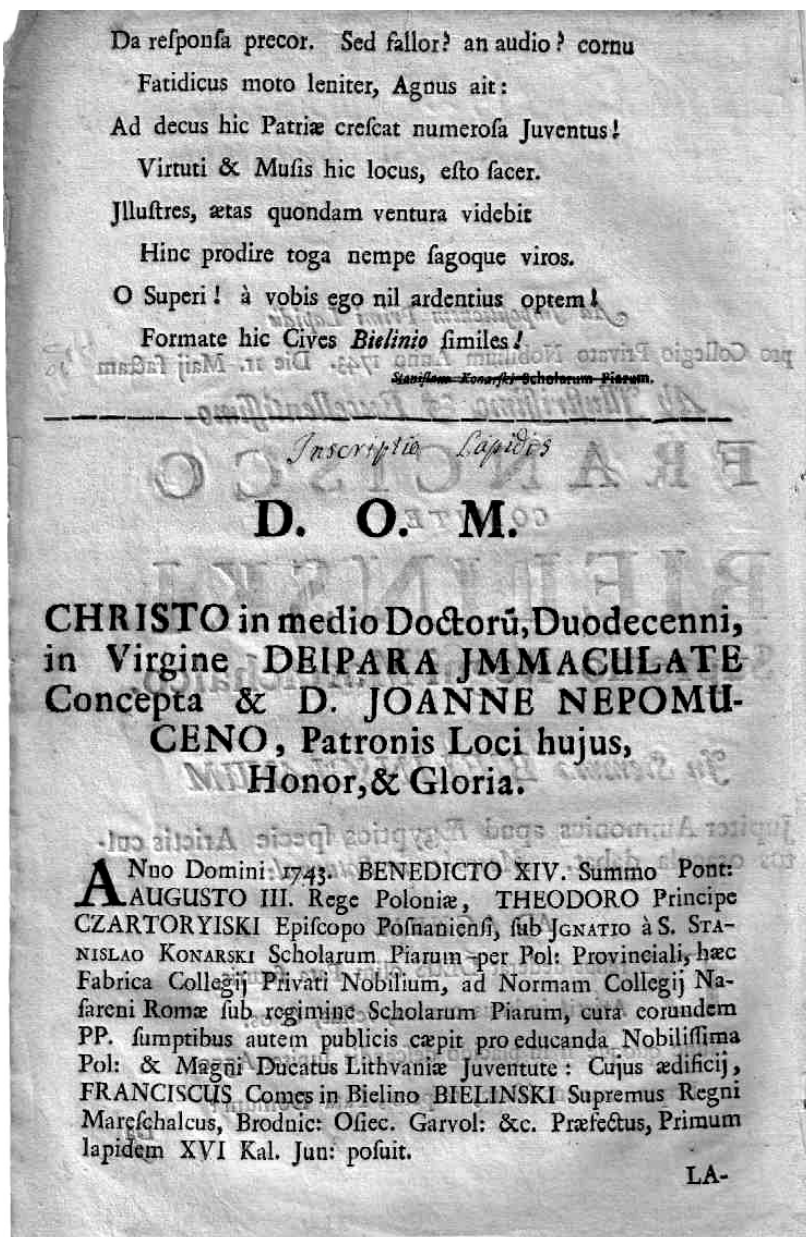 Da reſponſa precor. Sed fallor? an audio? cornu
Fatidicus moto leniter, Agnus ait:
Ad decus hic Patriæ creſcat numeroſa Juventus!
Virtuti & Muſis hic locus, eſto ſacer.
Jlluſtres, ætas quondam ventura videbit
Hinc prodire toga nempe ſagoque viros.
O Superi! à vobis ego nil ardentius optem!
Formate hic Cives Bielinio ſimiles!
Staniſlaus Konarſki Scholarum Piarum.
Inscriptio Lapidis
D. O. M.
CHRISTO in medio Doctorū, Duodecenni,
in Virgine DEIPARA JMMACULATE
Concepta & D. JOANNE NEPOMU-
CENO, Patronis Loci hujus,
Honor, & Gloria.
ANno Domini 1743. BENEDICTO XIV. Summo Pont:
AUGUSTO III. Rege Poloniæ, THEODORO Principe
CZARTORYISKI Epiſcopo Poſnanienſi, ſub JGNATIO à S. STA-
NISLAO KONARSKI Scholarum Piarum per Pol: Provinciali, hæc
Fabrica Collegij Privati Nobilium, ad Normam Collegij Na-
ſareni Romæ ſub regimine Scholarum Piarum, cura eorundem
PP. ſumptibus autem publicis cæpit pro educanda Nobiliſſima
Pol: & Magni Ducatus Lithvaniæ Juventute: Cujus ædificij,
FRANCISCUS Comes in Bielino BIELINSKI Supremus Regni
Mareſchalcus, Brodnic: Oſiec. Garvol: &c. Præfectus, Primum
lapidem XVI Kal. Jun: poſuit.
LA-